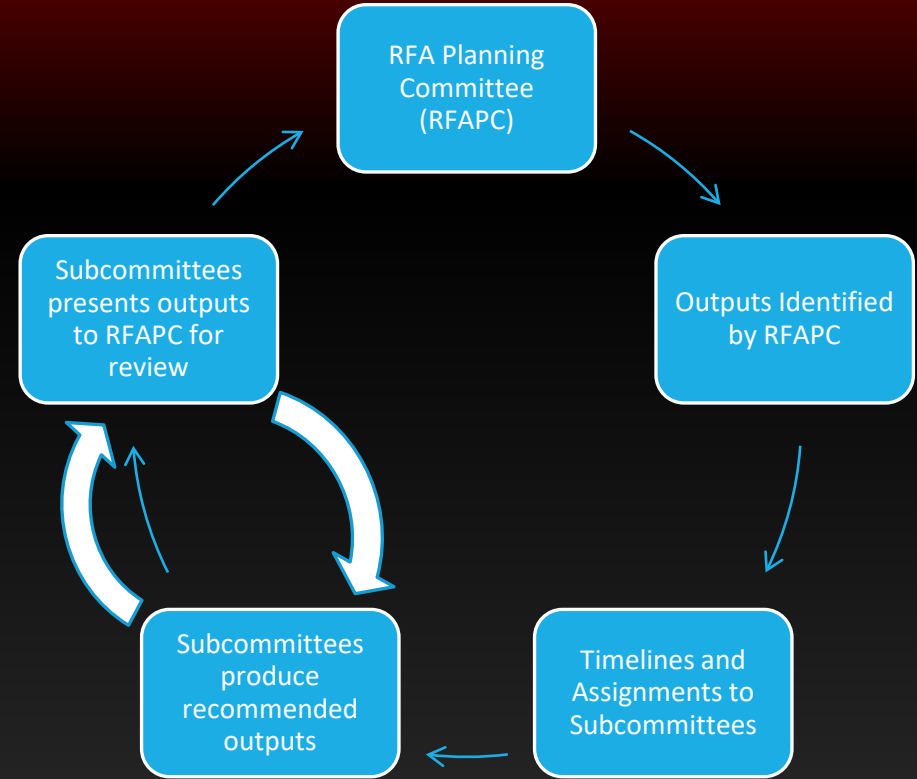 RFA Planning
Committee
(RFAPC)
Outputs Identified
by RFAPC
Timelines and
Assignments to
Subcommittees
Subcommittees
produce
recommended
outputs
Subcommittees
presents outputs
to RFAPC for
review